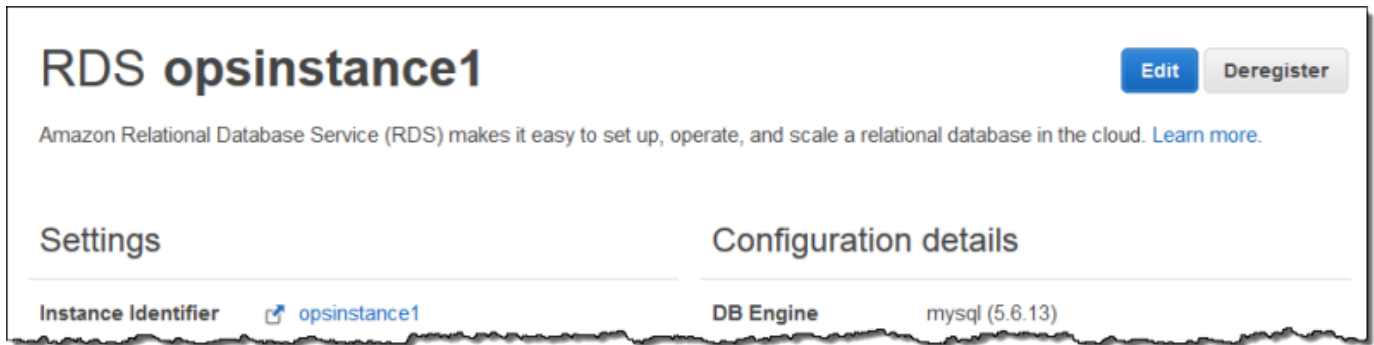 RDS opsinstance1
Edit
Deregister
Amazon Relational Database Service (RDS) makes it easy to set up, operate, and scale a relational database in the cloud. Learn more.
Settings
Instance Identifier opsinstance1
Configuration details
DB Engine mysql (5.6.13)